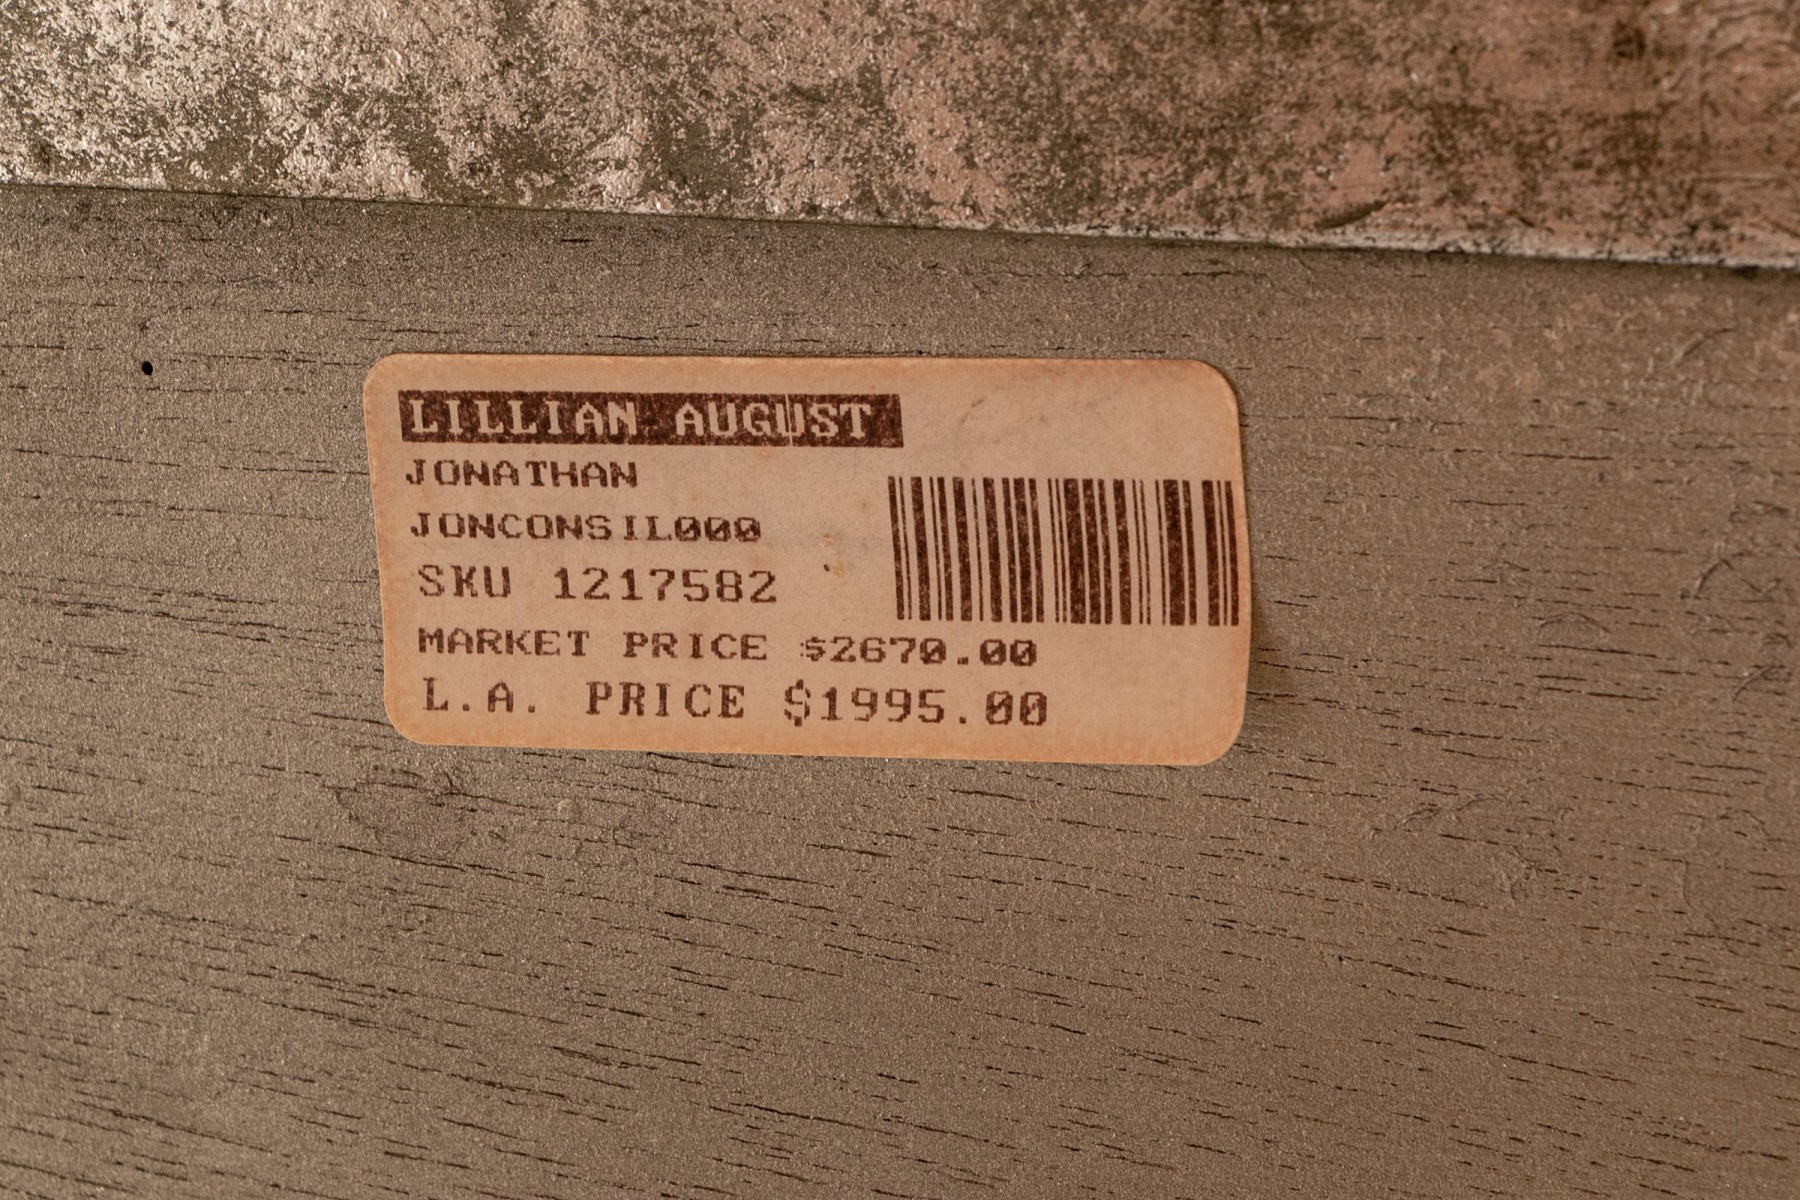 LILLIAN AUGUST
JONATHAN
JONCONSIL000
SKU 1217582
MARKET PRICE $2670.00
L.A. PRICE $1995.00